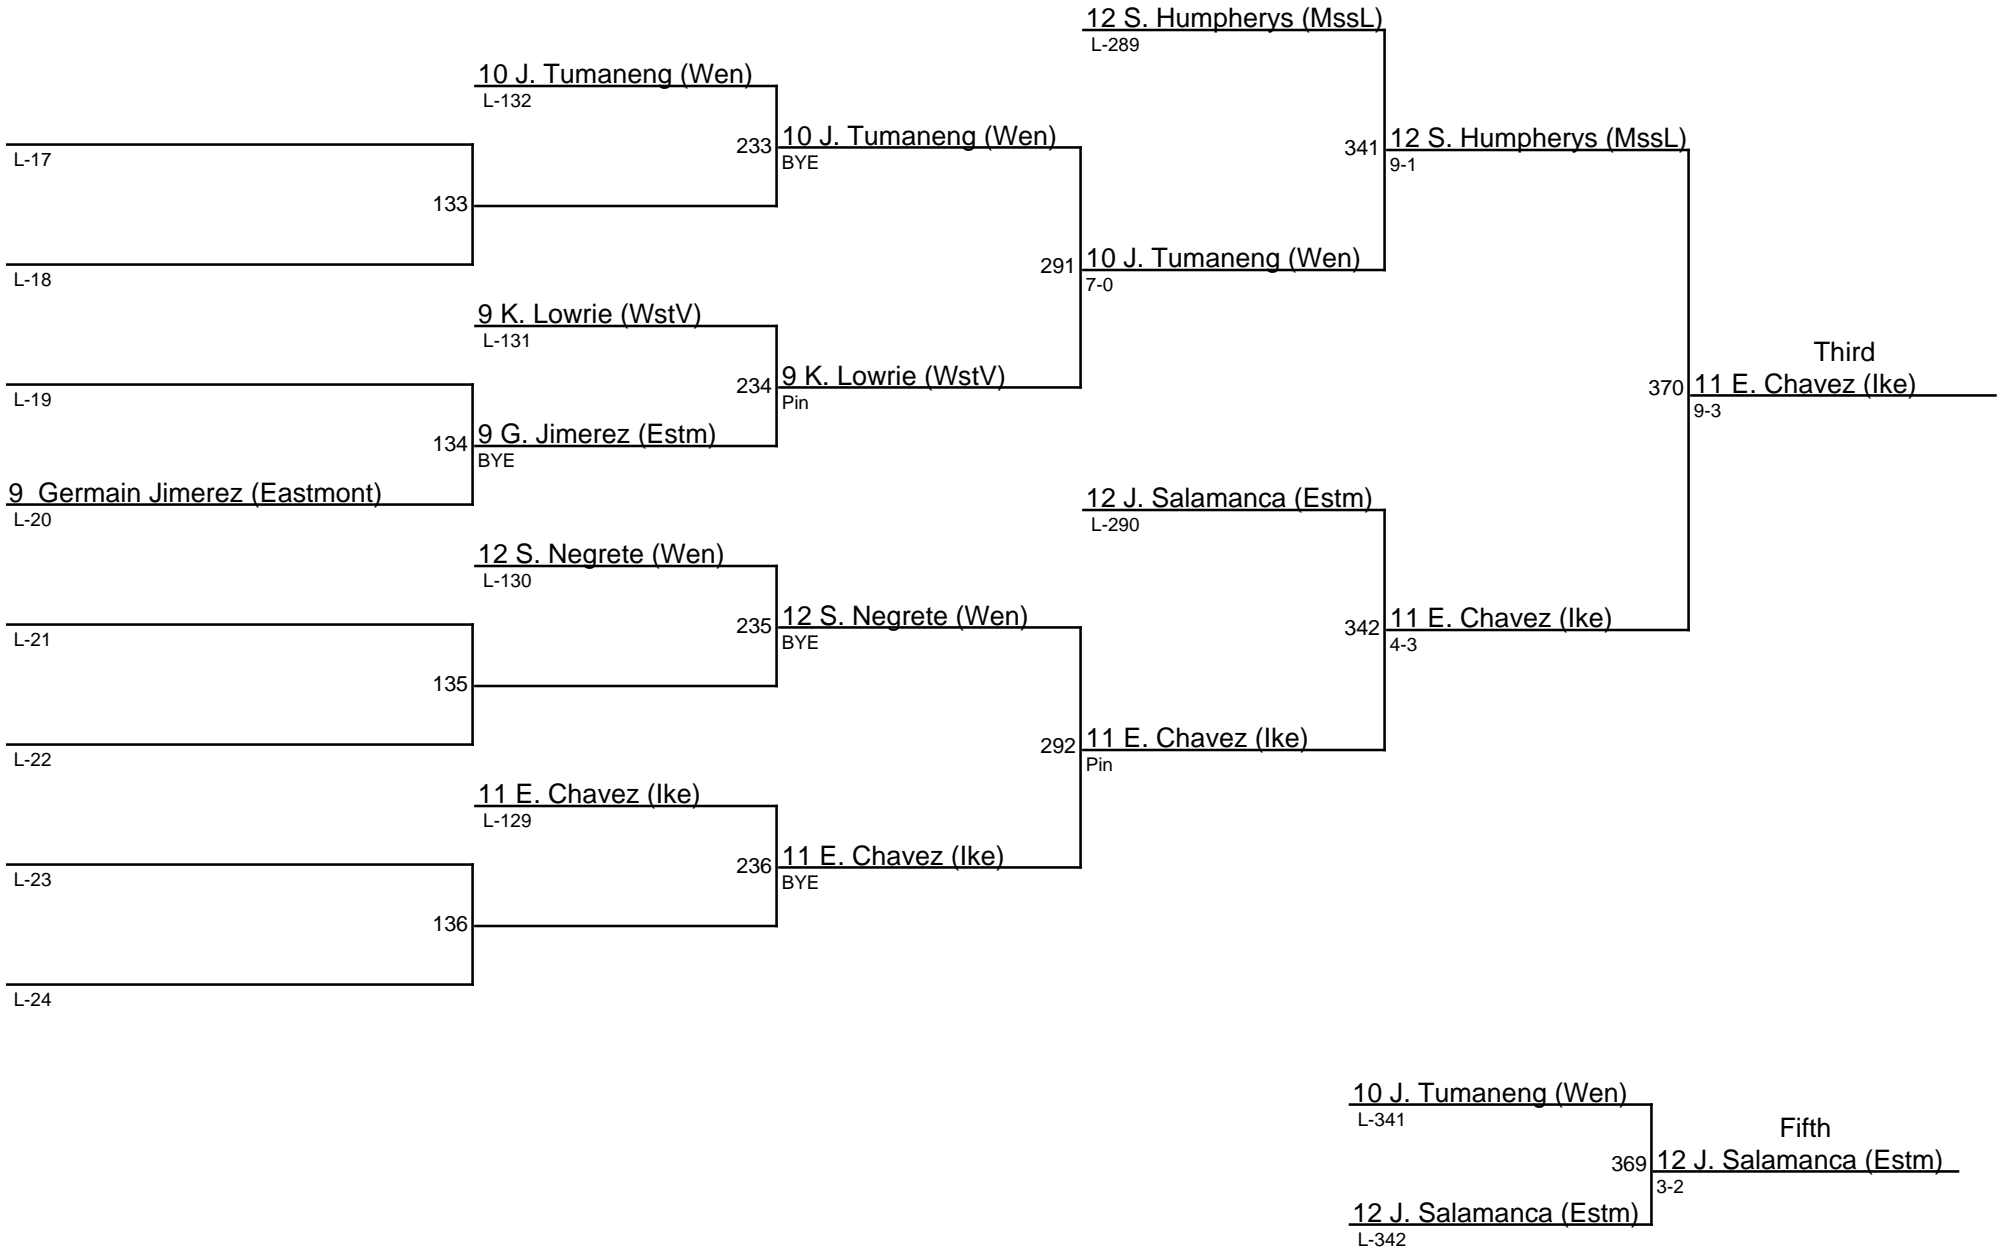 12 S. Humpherys (MssL)
L-289
10 J. Tumaneng (Wen)
L-132
233
10 J. Tumaneng (Wen)
BYE
341
12 S. Humpherys (MssL)
9-1
L-17
133
L-18
291
10 J. Tumaneng (Wen)
7-0
9 K. Lowrie (WstV)
L-131
234
9 K. Lowrie (WstV)
Pin
Third
370
11 E. Chavez (Ike)
9-3
L-19
134
9 G. Jimerez (Estm)
BYE
9 Germain Jimerez (Eastmont)
L-20
12 J. Salamanca (Estm)
L-290
12 S. Negrete (Wen)
L-130
235
12 S. Negrete (Wen)
BYE
342
11 E. Chavez (Ike)
4-3
L-21
135
L-22
292
11 E. Chavez (Ike)
Pin
11 E. Chavez (Ike)
L-129
236
11 E. Chavez (Ike)
BYE
L-23
136
L-24
10 J. Tumaneng (Wen)
L-341
Fifth
369
12 J. Salamanca (Estm)
3-2
12 J. Salamanca (Estm)
L-342